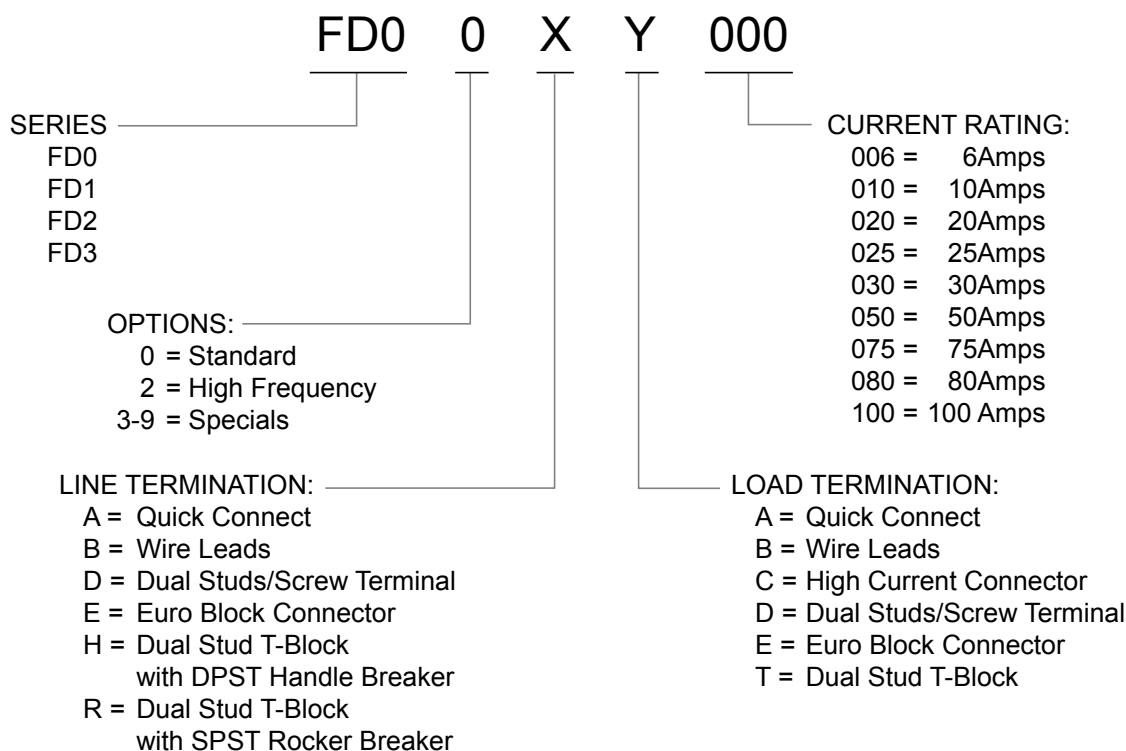 FD0 0 X Y 000
SERIES
FD0
FD1
FD2
FD3
CURRENT RATING:
006 = 6Amps
010 = 10Amps
020 = 20Amps
025 = 25Amps
030 = 30Amps
050 = 50Amps
075 = 75Amps
080 = 80Amps
100 = 100 Amps
OPTIONS:
0 = Standard
2 = High Frequency
3-9 = Specials
LINE TERMINATION:
A = Quick Connect
B = Wire Leads
D = Dual Studs/Screw Terminal
E = Euro Block Connector
H = Dual Stud T-Block
with DPST Handle Breaker
R = Dual Stud T-Block
with SPST Rocker Breaker
LOAD TERMINATION:
A = Quick Connect
B = Wire Leads
C = High Current Connector
D = Dual Studs/Screw Terminal
E = Euro Block Connector
T = Dual Stud T-Block